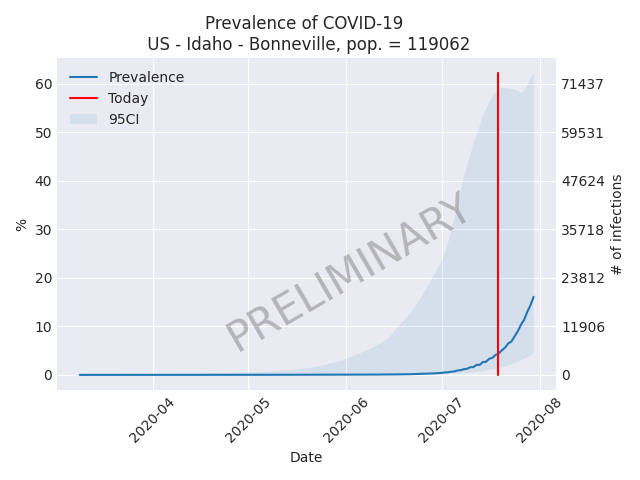 Prevalence of COVID-19
US - Idaho - Bonneville, pop. = 119062
Prevalence
Today
95CI
60
50
40
30
20
10
0
%
71437
59531
47624
35718
23812
11906
0
# of infections
PRELIMINARY
2020-04
2020-05
2020-06
2020-07
2020-08
Date